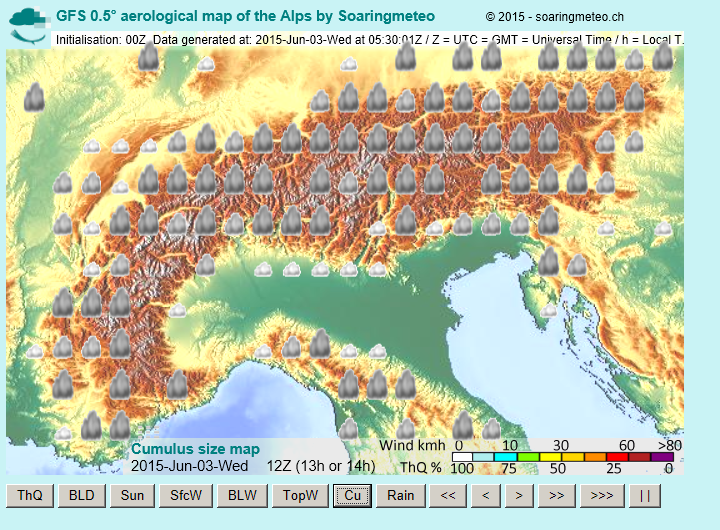 GFS 0.5° aerological map of the Alps by Soaringmeteo © 2015 - soaringmeteo.ch
Initialisation: 00Z. Data generated at: 2015-Jun-03-Wed at 05:30:01Z / Z = UTC = GMT = Universal Time / h = Local T.
Cumulus size map
2015-Jun-03-Wed 12Z (13h or 14h)
Wind kmh 0 10 30 60 >80
ThQ % 100 75 50 25 0
ThQ BLD Sun SfcW BLW TopW Cu Rain << < > >> >>> ||